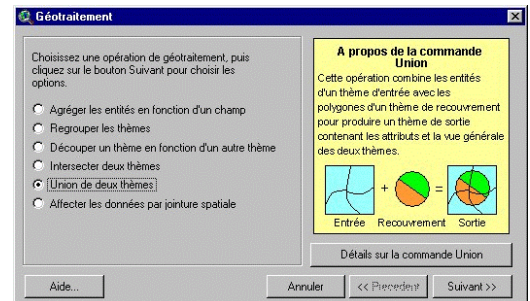 Géotraitement
Choisissez une opération de géotraitement, puis
cliquez sur le bouton Suivant pour choisir les
options.
Agréger les entités en fonction d'un champ
Regrouper les thèmes
Découper un thème en fonction d'un autre thème
Intersecter deux thèmes
Union de deux thèmes
Affecter les données par jointure spatiale
A propos de la commande
Union
Cette opération combine les entités
d'un thème d'entrée avec les
polygones d'un thème de recouvrement
pour produire un thème de sortie
contenant les attributs et la vue générale
des deux thèmes.
+ =
Entrée Recouvrement Sortie
Détails sur la commande Union
Aide... Annuler << Precedent Suivant >>